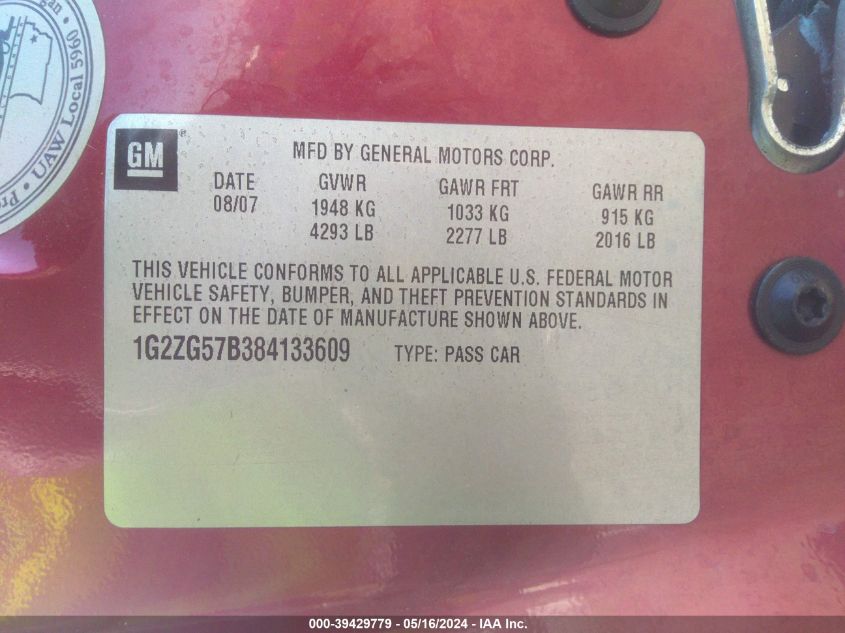 gan
Pro • UAW Local 5960
GM
MFD BY GENERAL MOTORS CORP.
DATE GVWR GAWR FRT GAWR RR
08/07 1948 KG 1033 KG 915 KG
4293 LB 2277 LB 2016 LB
THIS VEHICLE CONFORMS TO ALL APPLICABLE U.S. FEDERAL MOTOR
VEHICLE SAFETY, BUMPER, AND THEFT PREVENTION STANDARDS IN
EFFECT ON THE DATE OF MANUFACTURE SHOWN ABOVE.
1G2ZG57B384133609 TYPE: PASS CAR
000-39429779 - 05/16/2024 - IAA Inc.